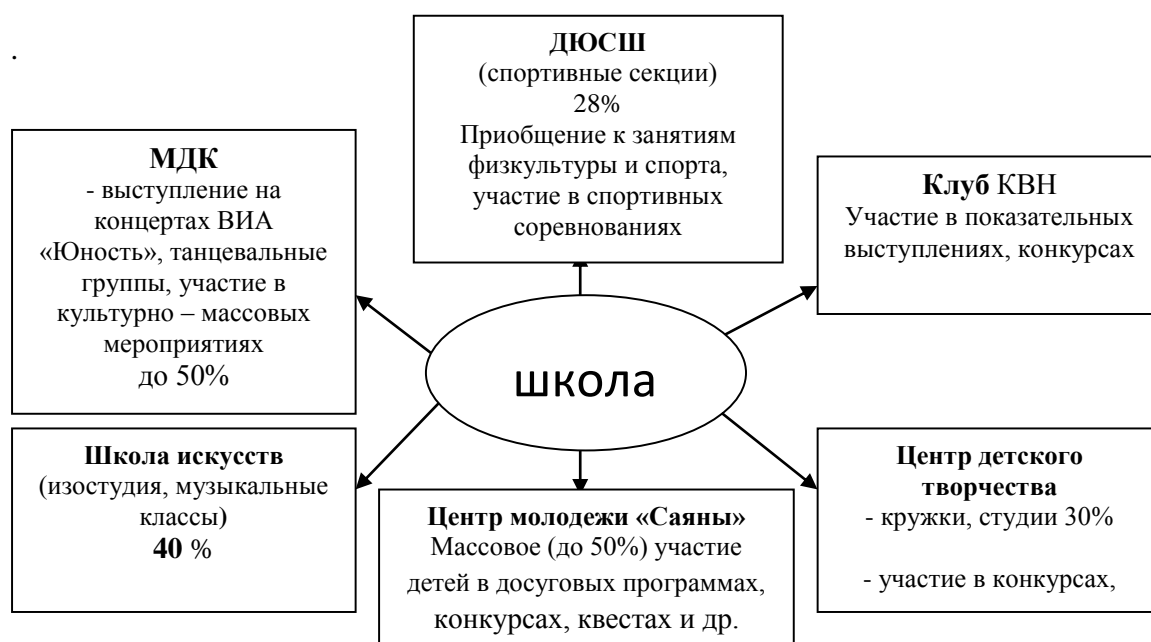 .
ДЮСШ
(спортивные секции)
28%
Приобщение к занятиям
физкультуры и спорта,
участие в спортивных
соревнованиях
МДК
- выступление на
концертах ВИА
«Юность», танцевальные
группы, участие в
культурно – массовых
мероприятиях
до 50%
Клуб КВН
Участие в показательных
выступлениях, конкурсах
школа
Школа искусств
(изостудия, музыкальные
классы)
40 %
Центр молодежи «Саяны»
Массовое (до 50%) участие
детей в досуговых программах,
конкурсах, квестах и др.
Центр детского
творчества
- кружки, студии 30%
- участие в конкурсах,